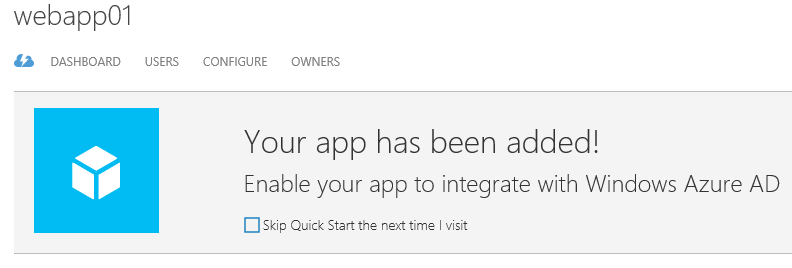 webapp01
DASHBOARD USERS CONFIGURE OWNERS
Your app has been added!
Enable your app to integrate with Windows Azure AD
Skip Quick Start the next time I visit